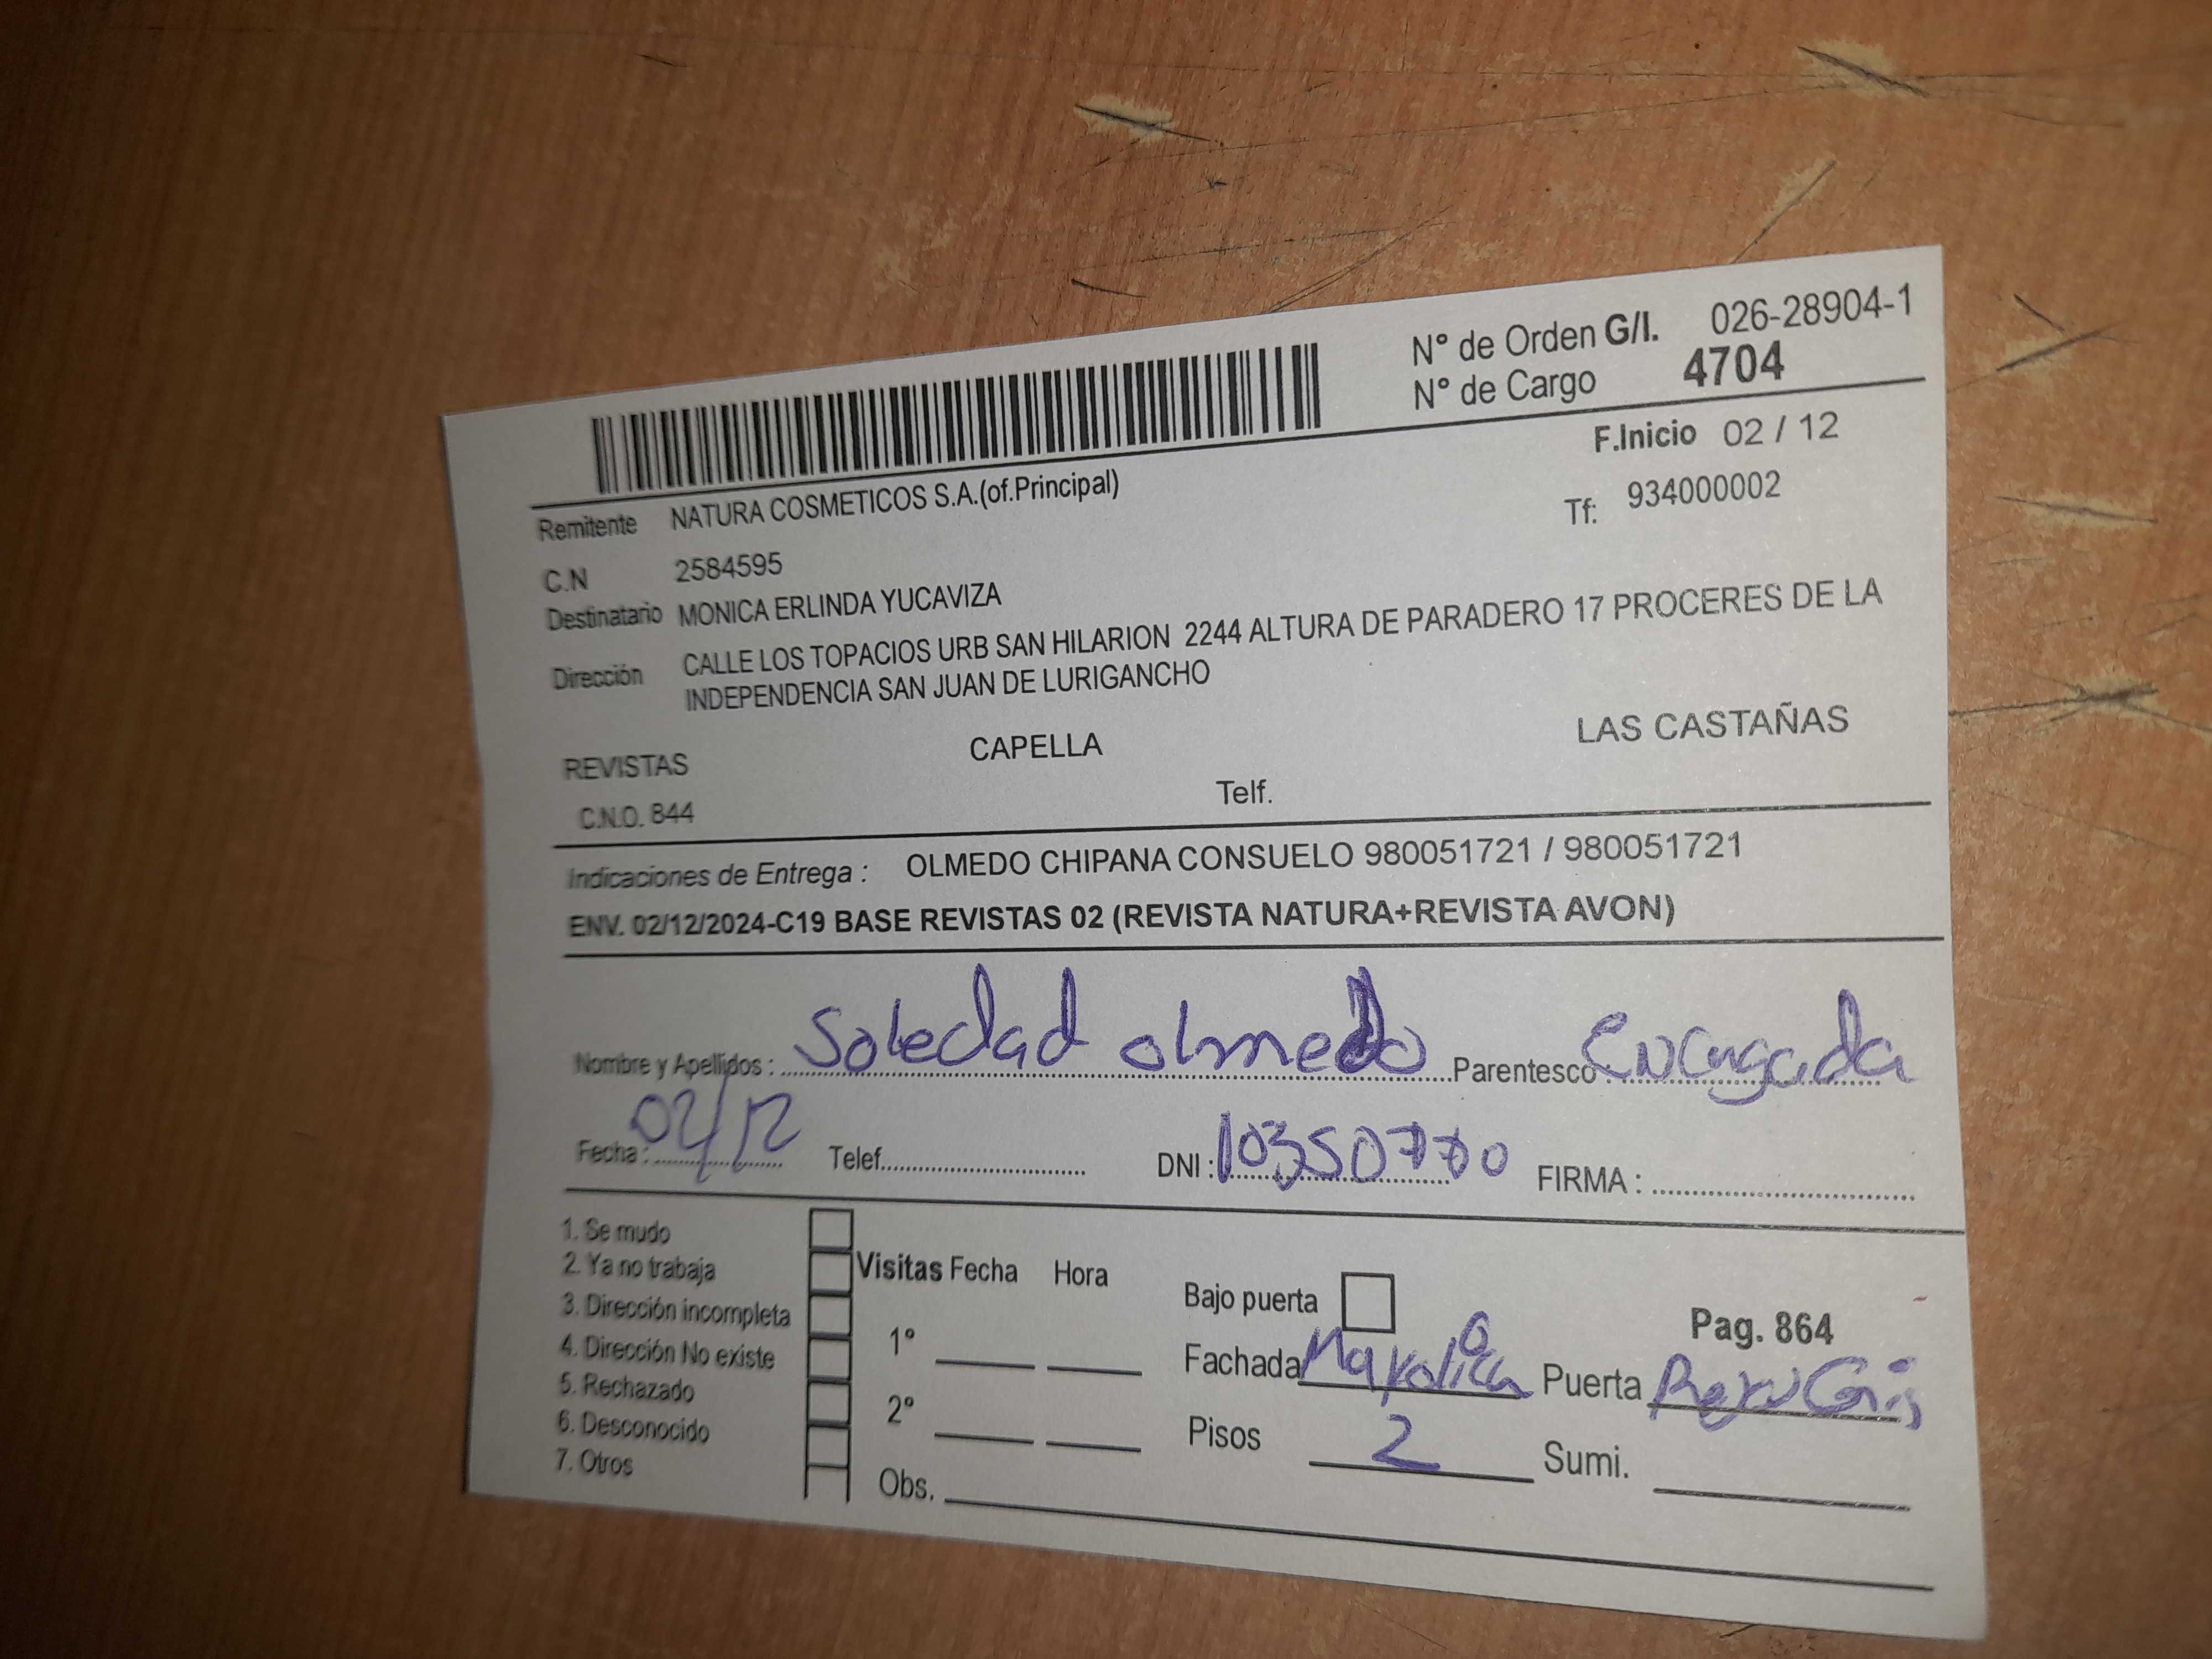 N° de Orden G/I. 026-28904-1
N° de Cargo 4704
F.Inicio 02 / 12
Remitente NATURA COSMETICOS S.A.(of.Principal) Tf: 934000002
C.N 2584595
Destinatario MONICA ERLINDA YUCAVIZA
Dirección CALLE LOS TOPACIOS URB SAN HILARION 2244 ALTURA DE PARADERO 17 PROCERES DE LA
INDEPENDENCIA SAN JUAN DE LURIGANCHO
REVISTAS CAPELLA LAS CASTAÑAS
C.N.O. 844 Telf.
Indicaciones de Entrega : OLMEDO CHIPANA CONSUELO 980051721 / 980051721
ENV. 02/12/2024-C19 BASE REVISTAS 02 (REVISTA NATURA+REVISTA AVON)
Nombre y Apellidos : Soledad olmedo Parentesco Encargada
Fecha : 02/12 Telef. DNI : 10350770 FIRMA :
1. Se mudo
2. Ya no trabaja Visitas Fecha Hora
3. Dirección incompleta Bajo puerta Pag. 864
4. Dirección No existe 1° Fachada Mayolica Puerta
5. Rechazado
6. Desconocido 2° Pisos 2 Sumi.
7. Otros Obs.